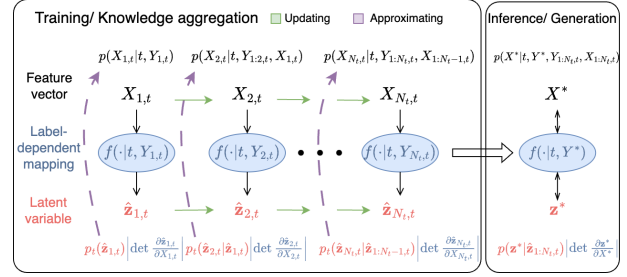 Training/ Knowledge aggregation
Updating
Approximating
Inference/ Generation
p(X_{1,t}|t, Y_{1,t})
p(X_{2,t}|t, Y_{1:2,t}, X_{1,t})
p(X_{N_t,t}|t, Y_{1:N_t,t}, X_{1:N_t-1,t})
p(X^*|t, Y^*, Y_{1:N_t,t}, X_{1:N_t,t})
Feature vector
X_{1,t}
X_{2,t}
X_{N_t,t}
X^*
Label-dependent mapping
f(·|t, Y_{1,t})
f(·|t, Y_{2,t})
• • •
f(·|t, Y_{N_t,t})
f(·|t, Y^*)
Latent variable
ẑ_{1,t}
ẑ_{2,t}
ẑ_{N_t,t}
z^*
p_t(ẑ_{1,t})|det ∂ẑ_{1,t}/∂X_{1,t}|
p_t(ẑ_{2,t}|ẑ_{1,t})|det ∂ẑ_{2,t}/∂X_{2,t}|
p_t(ẑ_{N_t,t}|ẑ_{1:N_t-1,t})|det ∂ẑ_{N_t,t}/∂X_{N_t,t}|
p(z^*|ẑ_{1:N_t,t})|det ∂z^*/∂X^*|